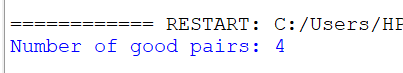 ============ RESTART: C:/Users/HP
Number of good pairs: 4